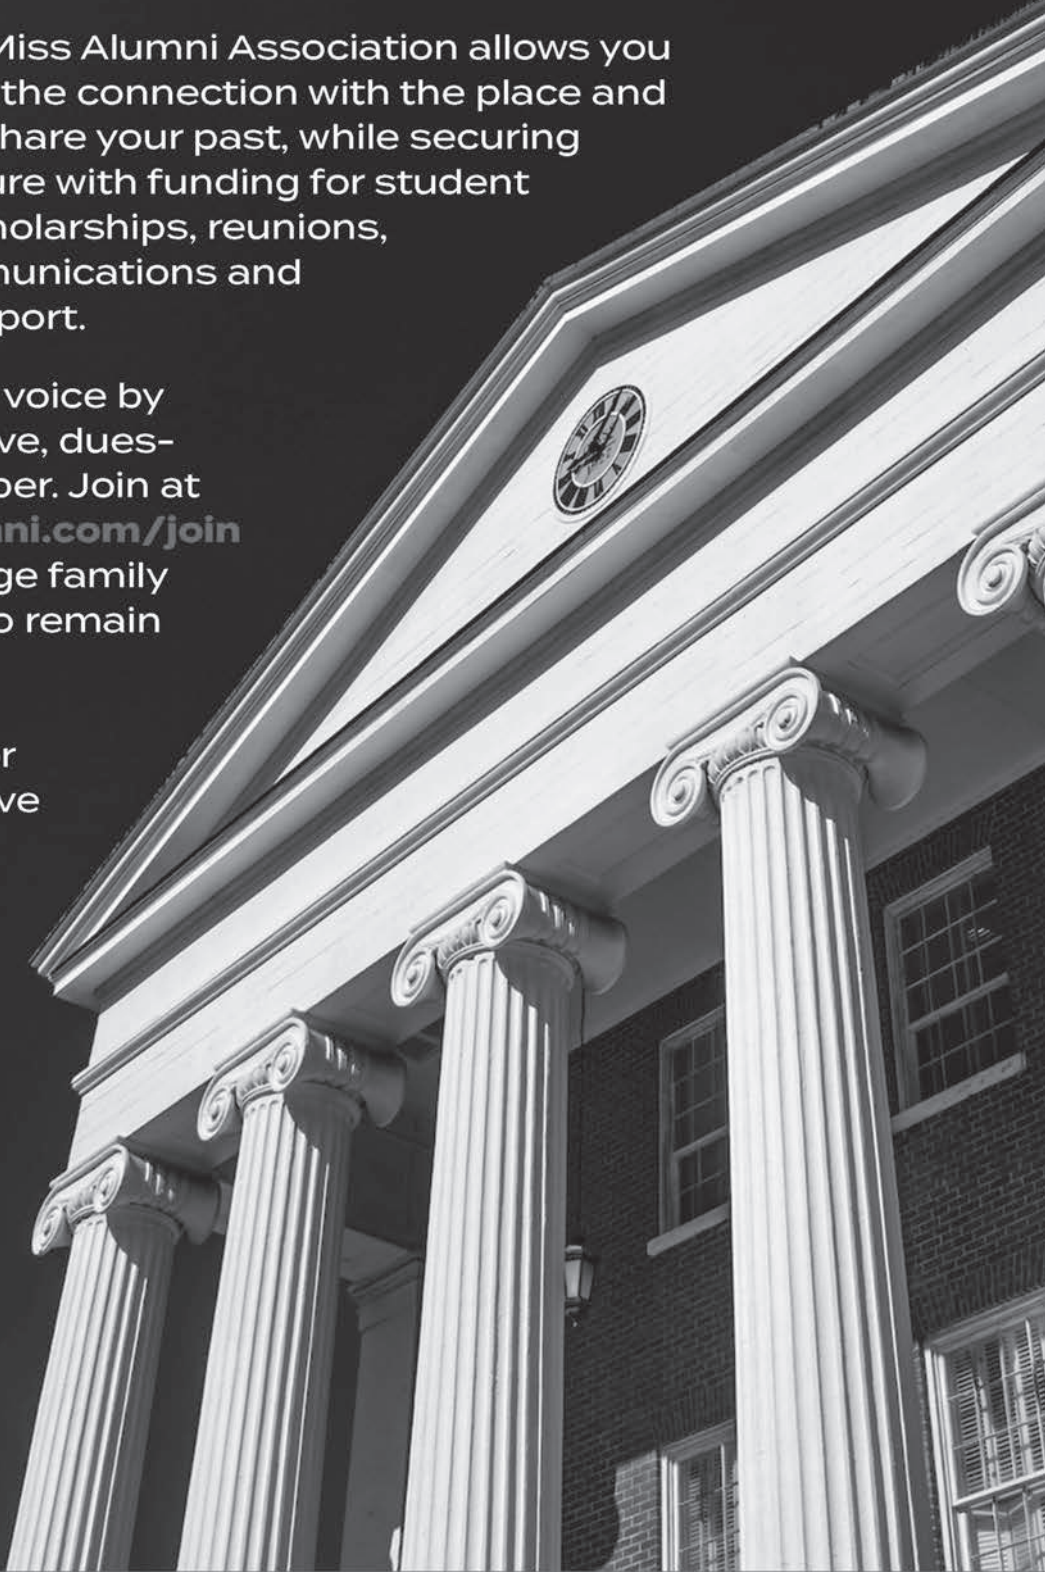 Miss Alumni Association allows you
the connection with the place and
hare your past, while securing
ure with funding for student
holarships, reunions,
nunications and
port.
voice by
ve, dues-
ber. Join at
ni.com/join
ge family
o remain
r
ve